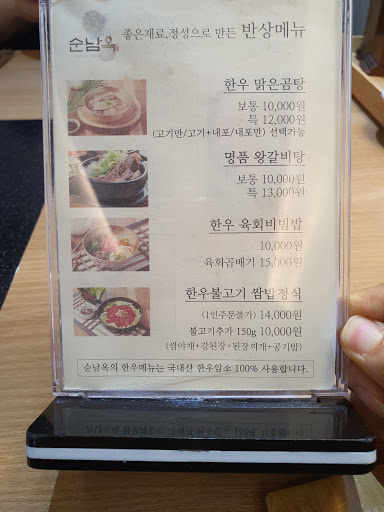 순남옥
좋은재료,정성으로 만든 반상메뉴
한우 맑은곰탕
보통 10,000원
특 12,000원
(고기만/고기+내포/내포만) 선택가능
명품 왕갈비탕
보통 10,000원
특 13,000원
한우 육회비빔밥
10,000원
육회곱배기 15,000원
한우불고기 쌈밥정식
(1인주문불가) 14,000원
불고기추가 150g 10,000원
(쌈야채+강된장+된장찌개+공기밥)
순남옥의 한우메뉴는 국내산 한우암소 100% 사용합니다.